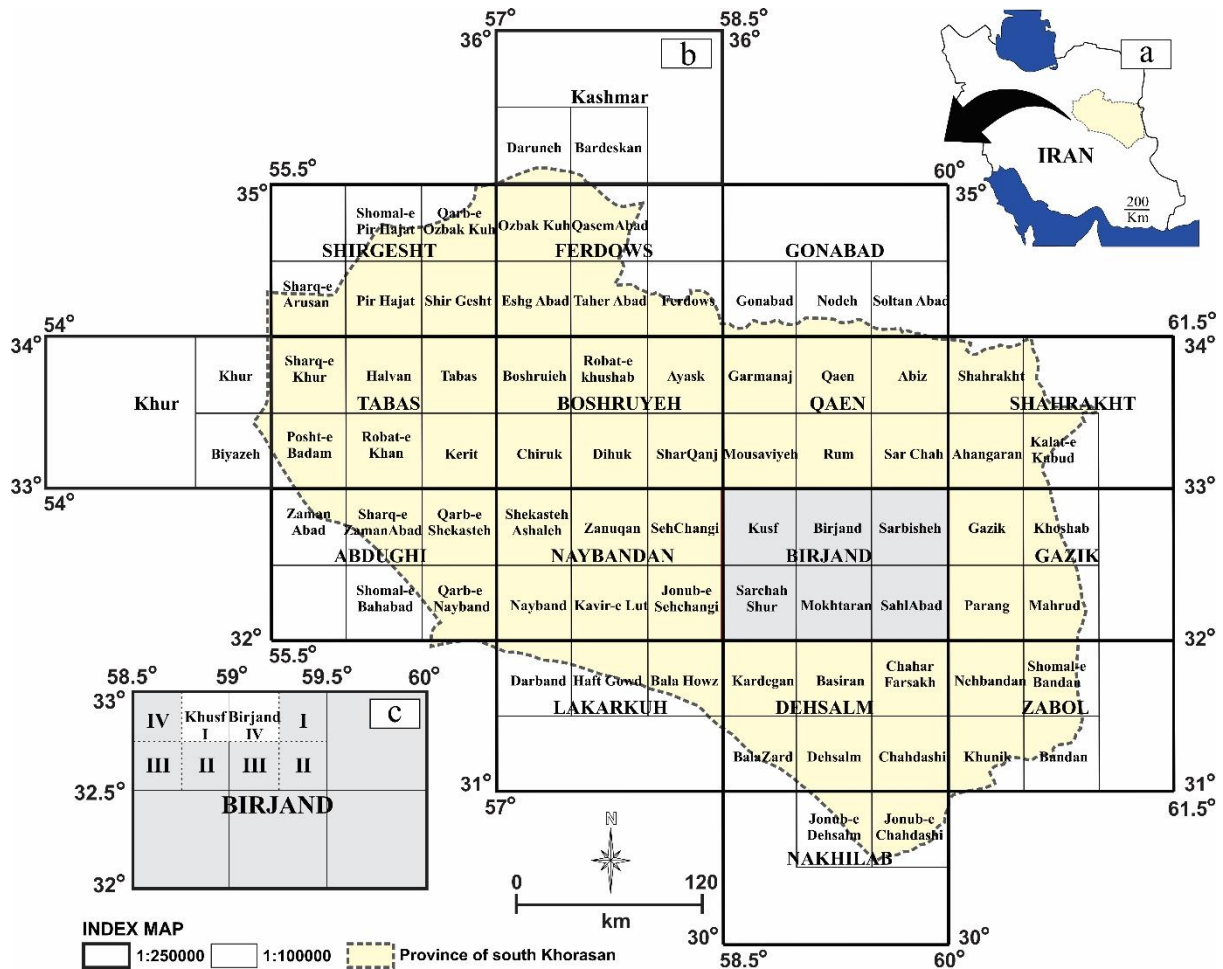 57°
58.5°
36°
36°
b
a
Kashmar
Daruneh
Bardeskan
IRAN
200
Km
55.5°
60°
35°
35°
Shomal-e
Pir Hajat
Qarb-e
Ozbak Kuh
Ozbak Kuh
QasemAbad
SHIRGESHT
FERDOWS
GONABAD
Sharq-e
Arusan
Pir Hajat
Shir Gesht
Eshg Abad
Taher Abad
Ferdows
Gonabad
Nodeh
Soltan Abad
54°
61.5°
34°
34°
Khur
Khur
Sharq-e
Khur
Halvan
Tabas
Boshruieh
Robat-e
khushab
Ayask
Garmanaj
Qaen
Abiz
Shahrakht
TABAS
BOSHRUYEH
QAEN
SHAHRAKHT
Biyazeh
Posht-e
Badam
Robat-e
Khan
Kerit
Chiruk
Dihuk
SharQanj
Mousaviyeh
Rum
Sar Chah
Ahangaran
Kalat-e
Kabud
33°
33°
54°
Zaman
Abad
Sharq-e
ZamanAbad
Qarb-e
Shekasteh
Shekasteh
Ashaleh
Zanuqan
SehChangi
Kusf
Birjand
Sarbisheh
Gazik
Khoshab
ABDUGHI
NAYBANDAN
BIRJAND
GAZIK
Shomal-e
Bahabad
Qarb-e
Nayband
Nayband
Kavir-e Lut
Jonub-e
Sehchangi
Sarchah
Shur
Mokhtaran
SahlAbad
Parang
Mahrud
32°
32°
55.5°
Darband
Haft Gowd
Bala Howz
Kardegan
Basiran
Chahar
Farsakh
Nehbandan
Shomal-e
Bandan
LAKARKUH
DEHSALM
ZABOL
BalaZard
Dehsalm
Chahdashi
Khunik
Bandan
31°
31°
57°
61.5°
Jonub-e
Dehsalm
Jonub-e
Chahdashi
NAKHILAB
30°
30°
58.5°
60°
58.5°
59°
59.5°
60°
33°
c
IV
Khusf
I
Birjand
IV
I
III
II
III
II
32.5°
BIRJAND
32°
N
0
120
km
INDEX MAP
1:250000
1:100000
Province of south Khorasan